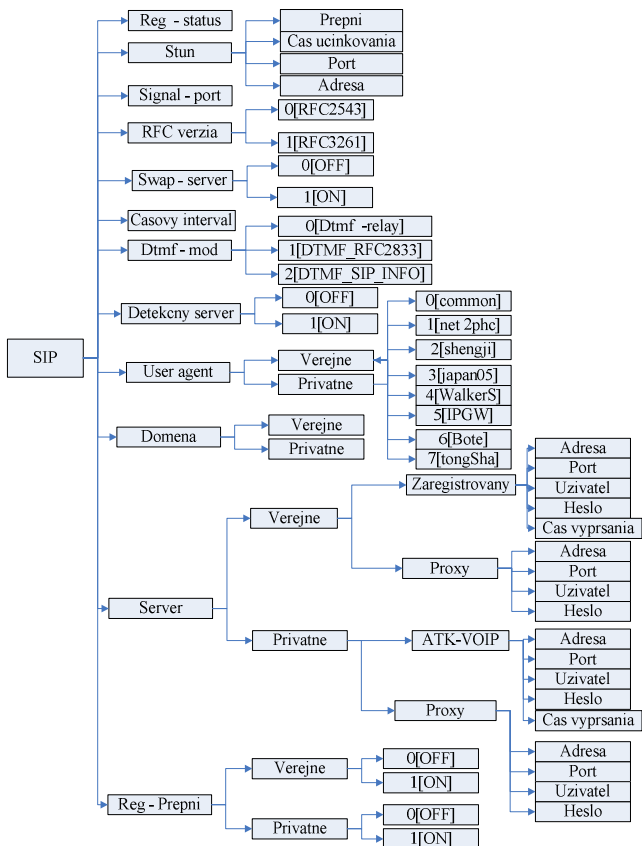 SIP
Reg - status
Stun
Prepni
Cas ucinkovania
Port
Adresa
Signal - port
RFC verzia
0[RFC2543]
1[RFC3261]
Swap - server
0[OFF]
1[ON]
Casovy interval
Dtmf - mod
0[Dtmf -relay]
1[DTMF_RFC2833]
2[DTMF_SIP_INFO]
Detekcny server
0[OFF]
1[ON]
User agent
Verejne
Privatne
0[common]
1[net 2phc]
2[shengji]
3[japan05]
4[WalkerS]
5[IPGW]
6[Bote]
7[tongSha]
Domena
Verejne
Privatne
Server
Verejne
Zaregistrovany
Adresa
Port
Uzivatel
Heslo
Cas vyprsania
Proxy
Adresa
Port
Uzivatel
Heslo
Privatne
ATK-VOIP
Adresa
Port
Uzivatel
Heslo
Cas vyprsania
Proxy
Adresa
Port
Uzivatel
Heslo
Reg - Prepni
Verejne
0[OFF]
1[ON]
Privatne
0[OFF]
1[ON]